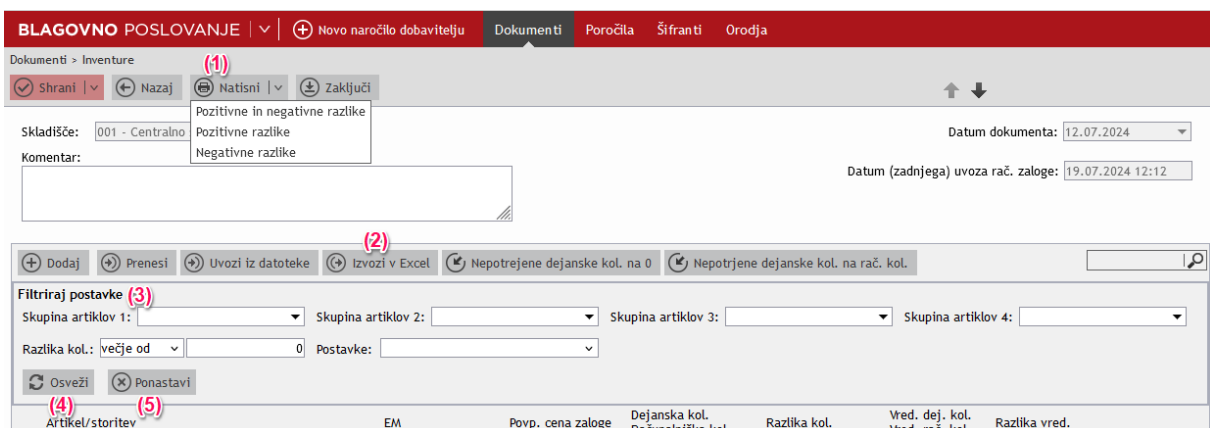 BLAGOVNO POSLOVANJE Novo naročilo dobavitelju Dokumenti Poročila Šifranti Orodja
Dokumenti > Inventure
(1)
Shrani Nazaj Natisni Zaključi
Pozitivne in negativne razlike
Pozitivne razlike
Negativne razlike
Skladišče: 001 - Centralno
Datum dokumenta: 12.07.2024
Komentar:
Datum (zadnjega) uvoza rač. zaloge: 19.07.2024 12:12
(2)
Dodaj Prenesi Uvozi iz datoteke Izvozi v Excel Nepotrejene dejanske kol. na 0 Nepotrjene dejanske kol. na rač. kol.
Filtriraj postavke (3)
Skupina artiklov 1: Skupina artiklov 2: Skupina artiklov 3: Skupina artiklov 4:
Razlika kol.: večje od 0 Postavke:
Osveži Ponastavi
(4) (5)
Artikel/storitev EM Povp. cena zaloge Dejanska kol. Razlika kol. Vred. dej. kol. Razlika vred.